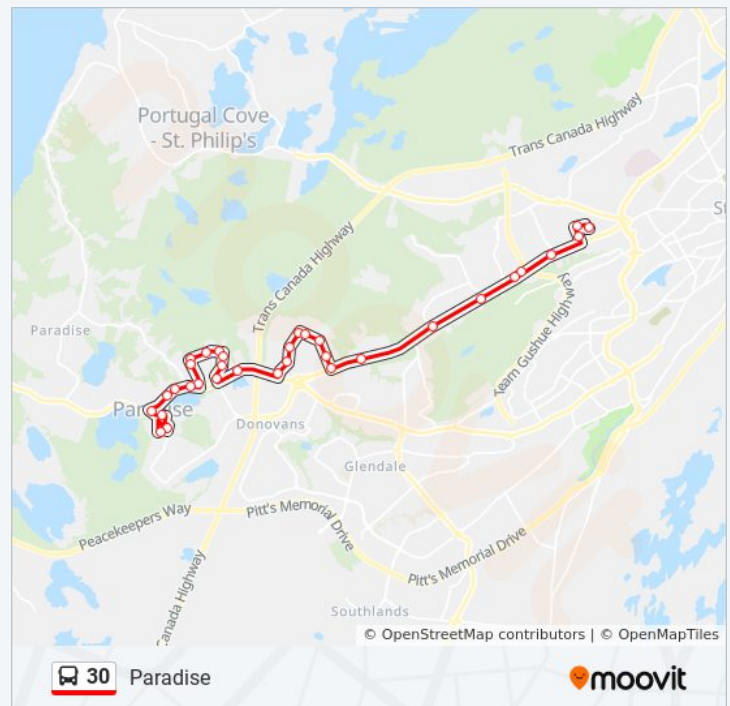 Portugal Cove
- St. Philip's
Trans Canada Highway
St
Trans Canada Highway
Team Gushue Highway
Paradise
Paradise
Donovans
Glendale
Peacekeepers Way
Pitt's Memorial Drive
Pitt's Memorial Drive
Canada Highway
Southlands
© OpenStreetMap contributors | © OpenMapTiles
30 Paradise
moovit